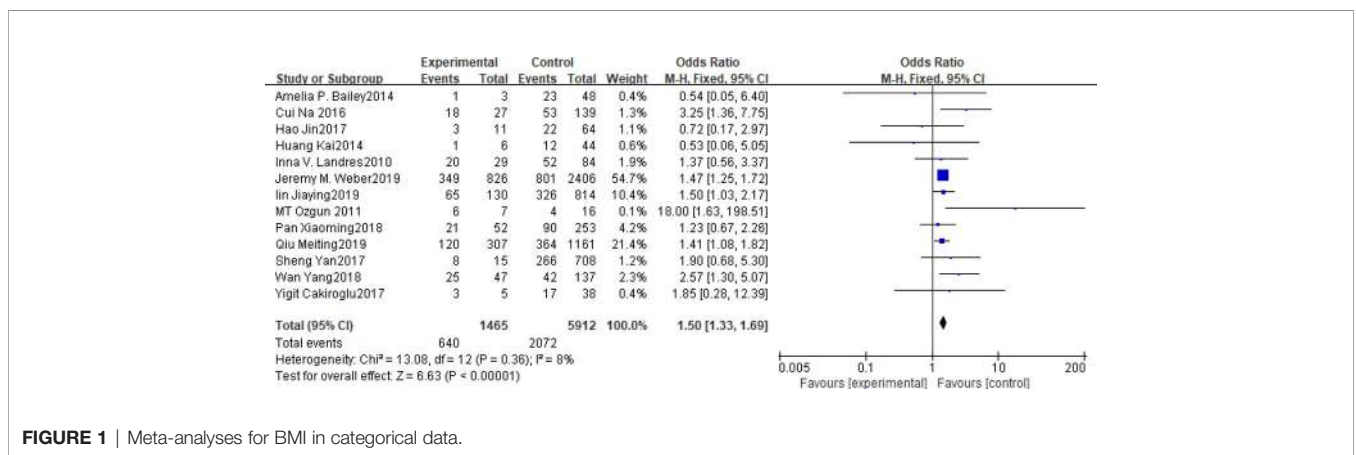 Experimental Control Odds Ratio Odds Ratio
Study or Subgroup Events Total Events Total Weight M-H, Fixed, 95% CI M-H, Fixed, 95% CI
Amelia P. Bailey2014 1 3 23 48 0.4% 0.54 [0.05, 6.40]
Cui Na 2016 18 27 53 139 1.3% 3.25 [1.36, 7.75]
Hao Jin2017 3 11 22 64 1.1% 0.72 [0.17, 2.97]
Huang Kai2014 1 6 12 44 0.6% 0.53 [0.06, 5.05]
Inna V. Landres2010 20 29 52 84 1.9% 1.37 [0.56, 3.37]
Jeremy M. Weber2019 349 826 801 2406 54.7% 1.47 [1.25, 1.72]
lin Jiaying2019 65 130 326 814 10.4% 1.50 [1.03, 2.17]
MT Ozgun 2011 6 7 4 16 0.1% 18.00 [1.63, 198.51]
Pan Xiaoming2018 21 52 90 253 4.2% 1.23 [0.67, 2.26]
Qiu Meiting2019 120 307 364 1161 21.4% 1.41 [1.08, 1.82]
Sheng Yan2017 8 15 266 708 1.2% 1.90 [0.68, 5.30]
Wan Yang2018 25 47 42 137 2.3% 2.57 [1.30, 5.07]
Yigit Cakiroglu2017 3 5 17 38 0.4% 1.85 [0.28, 12.39]
Total (95% CI) 1465 5912 100.0% 1.50 [1.33, 1.69]
Total events 640 2072
Heterogeneity: Chi² = 13.08, df = 12 (P = 0.36); I² = 8%
Test for overall effect: Z = 6.63 (P < 0.00001)
0.005 0.1 1 10 200
Favours [experimental] Favours [control]
FIGURE 1 | Meta-analyses for BMI in categorical data.